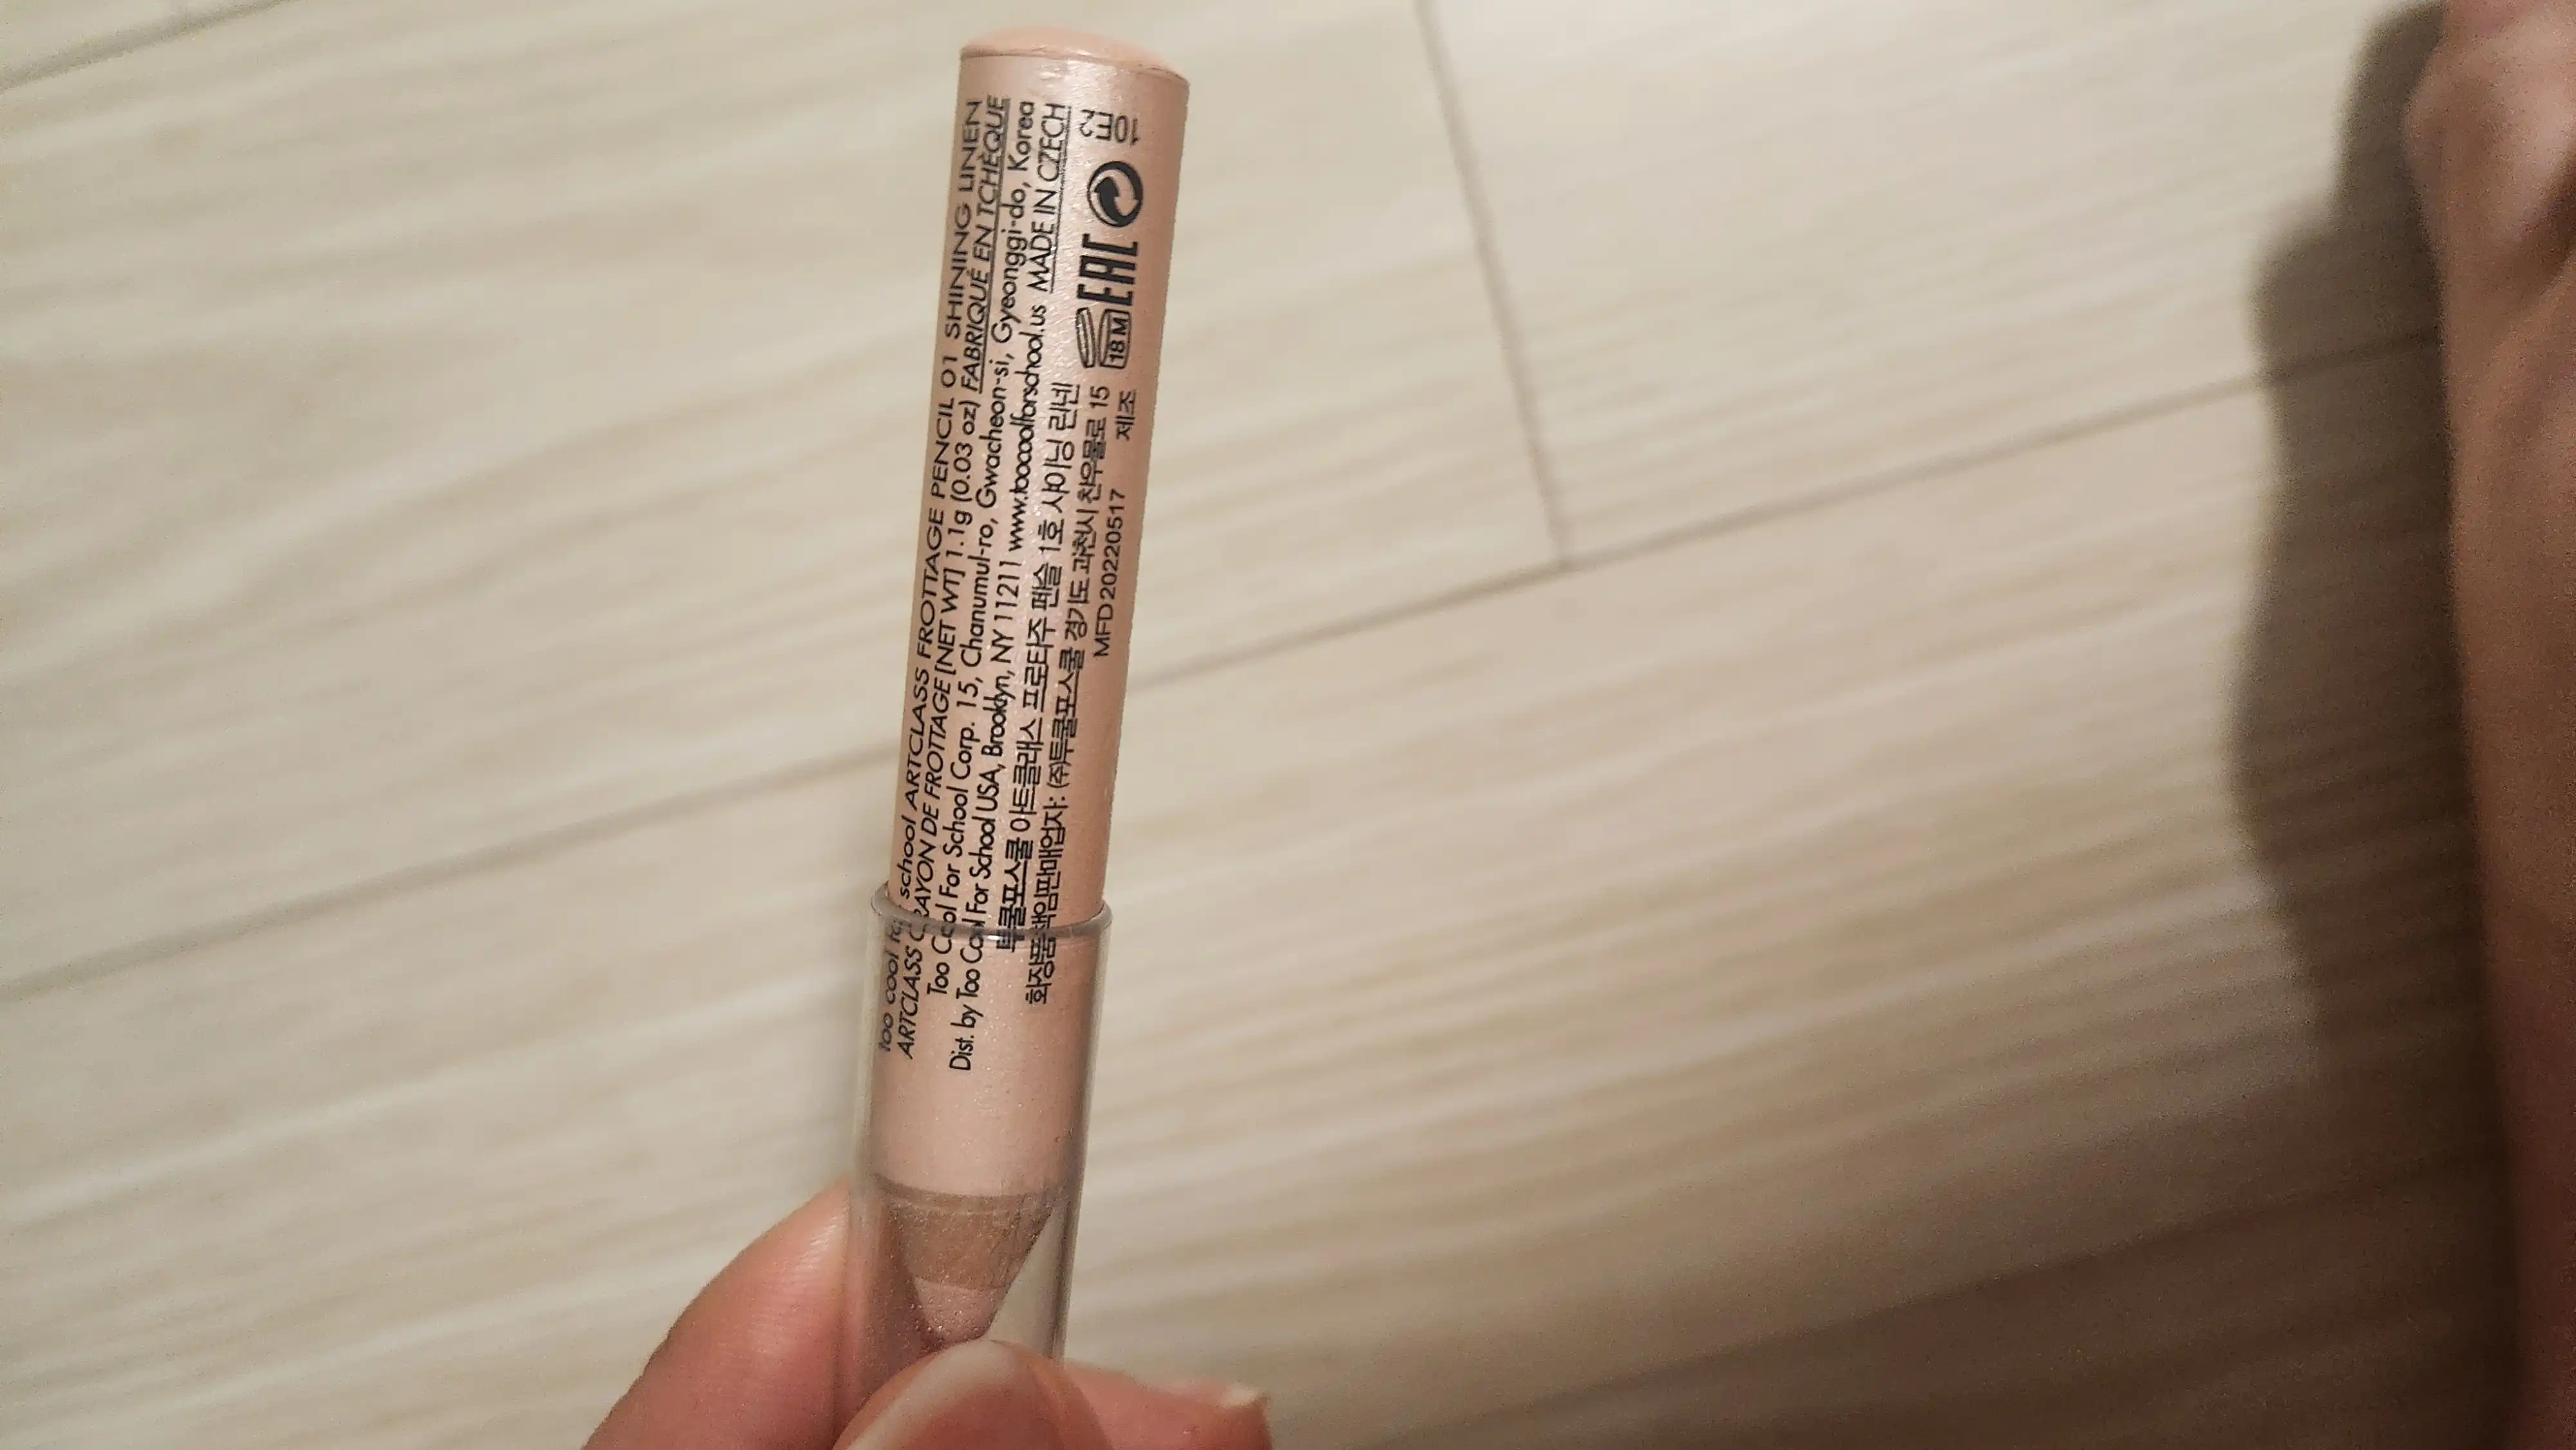 too cool for school ARTCLASS FROTTAGE PENCIL 01 SHINING LINEN
ARTCLASS CRAYON DE FROTTAGE [NET WT] 1.1g (0.03 oz) FABRIQUÉ EN TCHÈQUE
Too Cool For School Corp. 15, Chanumul-ro, Gwacheon-si, Gyeonggi-do, Korea
Dist. by Too Cool For School USA, Brooklyn, NY 11211 www.toocoolforschool.us MADE IN CZECH
투쿨포스쿨 아트클래스 프로타주 펜슬 1호 샤이닝 린넨
화장품책임판매업자: (주)투쿨포스쿨 경기도 과천시 찬우물로 15
MFD20220517 제조
18 M
EAC
10E2